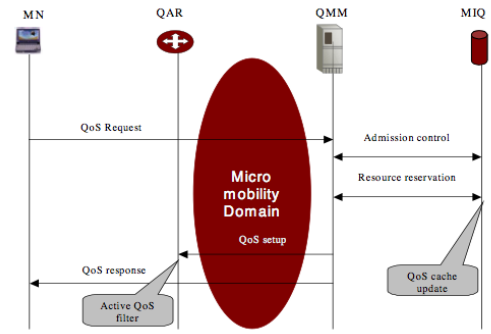 MN
QAR
QMM
MIQ
QoS Request
Admission control
Resource reservation
Micro
mobility
Domain
QoS setup
QoS response
QoS cache
update
Active QoS
filter